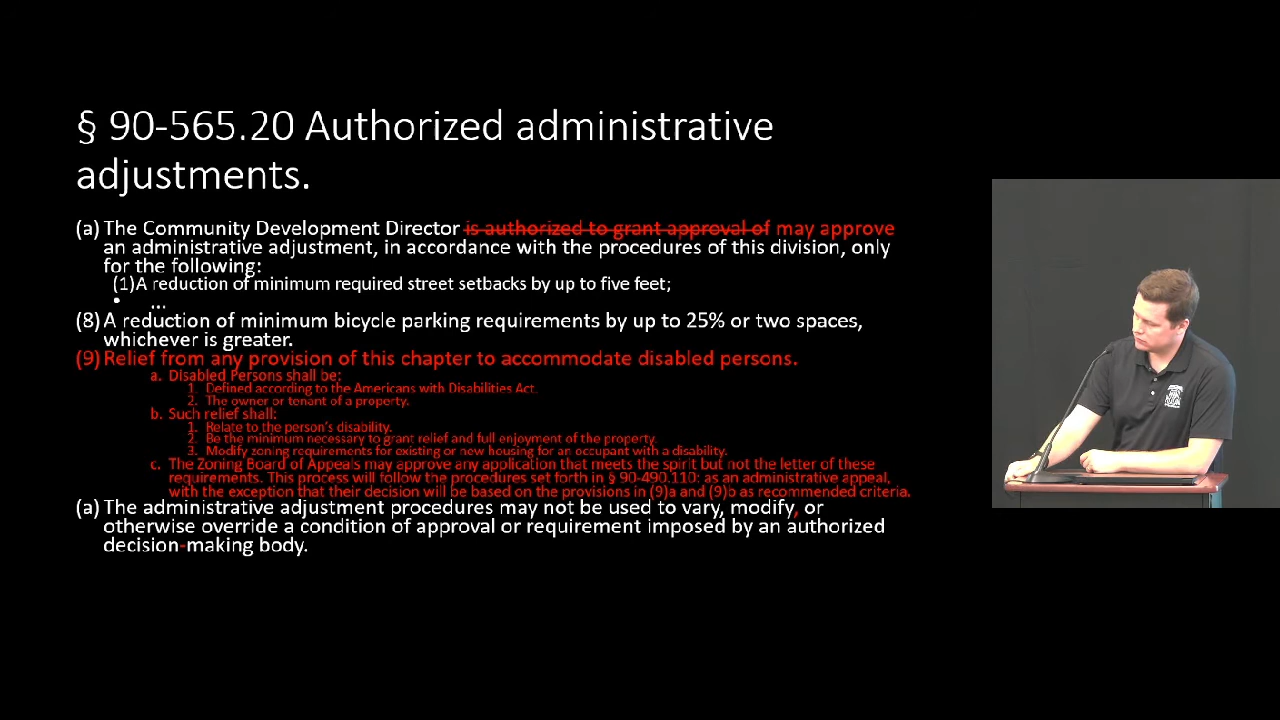 § 90-565.20 Authorized administrative
adjustments.
(a) The Community Development Director is authorized to grant approval of may approve
an administrative adjustment, in accordance with the procedures of this division, only
for the following:
(1)A reduction of minimum required street setbacks by up to five feet;
• ...
(8) A reduction of minimum bicycle parking requirements by up to 25% or two spaces,
whichever is greater.
(9) Relief from any provision of this chapter to accommodate disabled persons.
a. Disabled Persons shall be:
1. Defined according to the Americans with Disabilities Act.
2. The owner or tenant of a property.
b. Such relief shall:
1. Relate to the person's disability.
2. Be the minimum necessary to grant relief and full enjoyment of the property.
3. Modify zoning requirements for existing or new housing for an occupant with a disability.
c. The Zoning Board of Appeals may approve any application that meets the spirit but not the letter of these
requirements. This process will follow the procedures set forth in § 90-490.110: as an administrative appeal,
with the exception that their decision will be based on the provisions in (9)a and (9)b as recommended criteria.
(a) The administrative adjustment procedures may not be used to vary, modify, or
otherwise override a condition of approval or requirement imposed by an authorized
decision-making body.